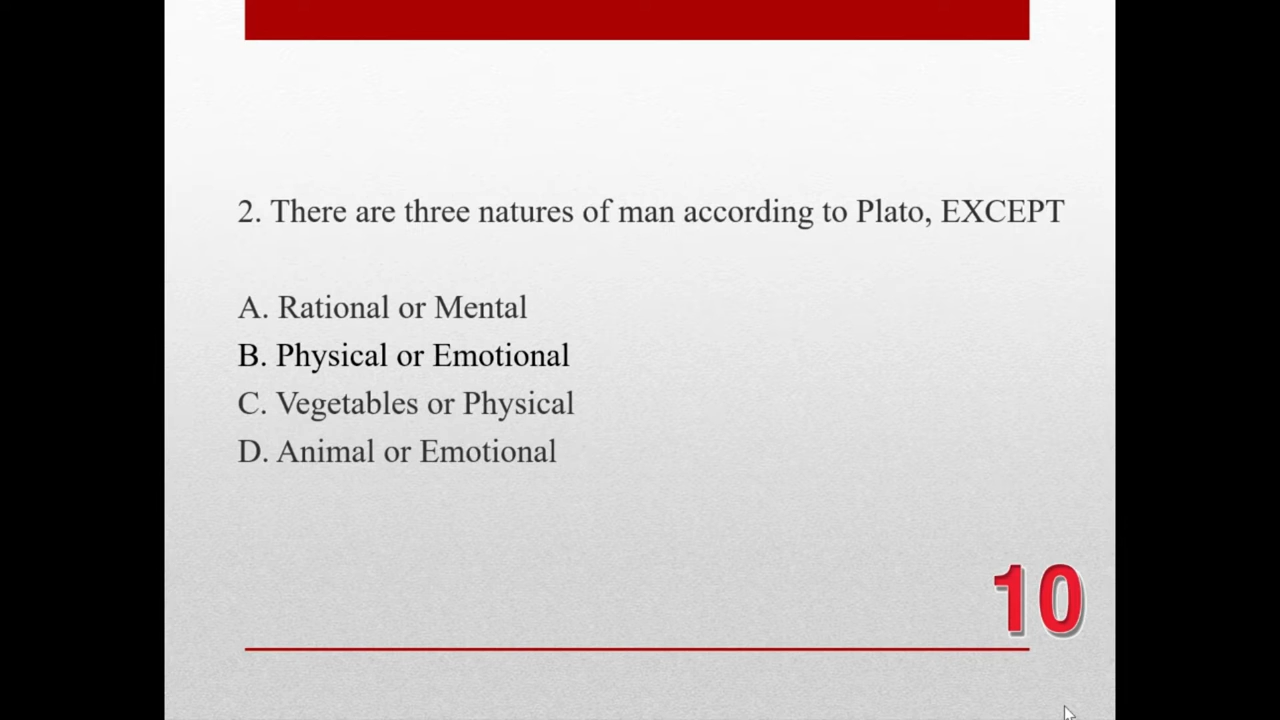 2. There are three natures of man according to Plato, EXCEPT
A. Rational or Mental
B. Physical or Emotional
C. Vegetables or Physical
D. Animal or Emotional
10